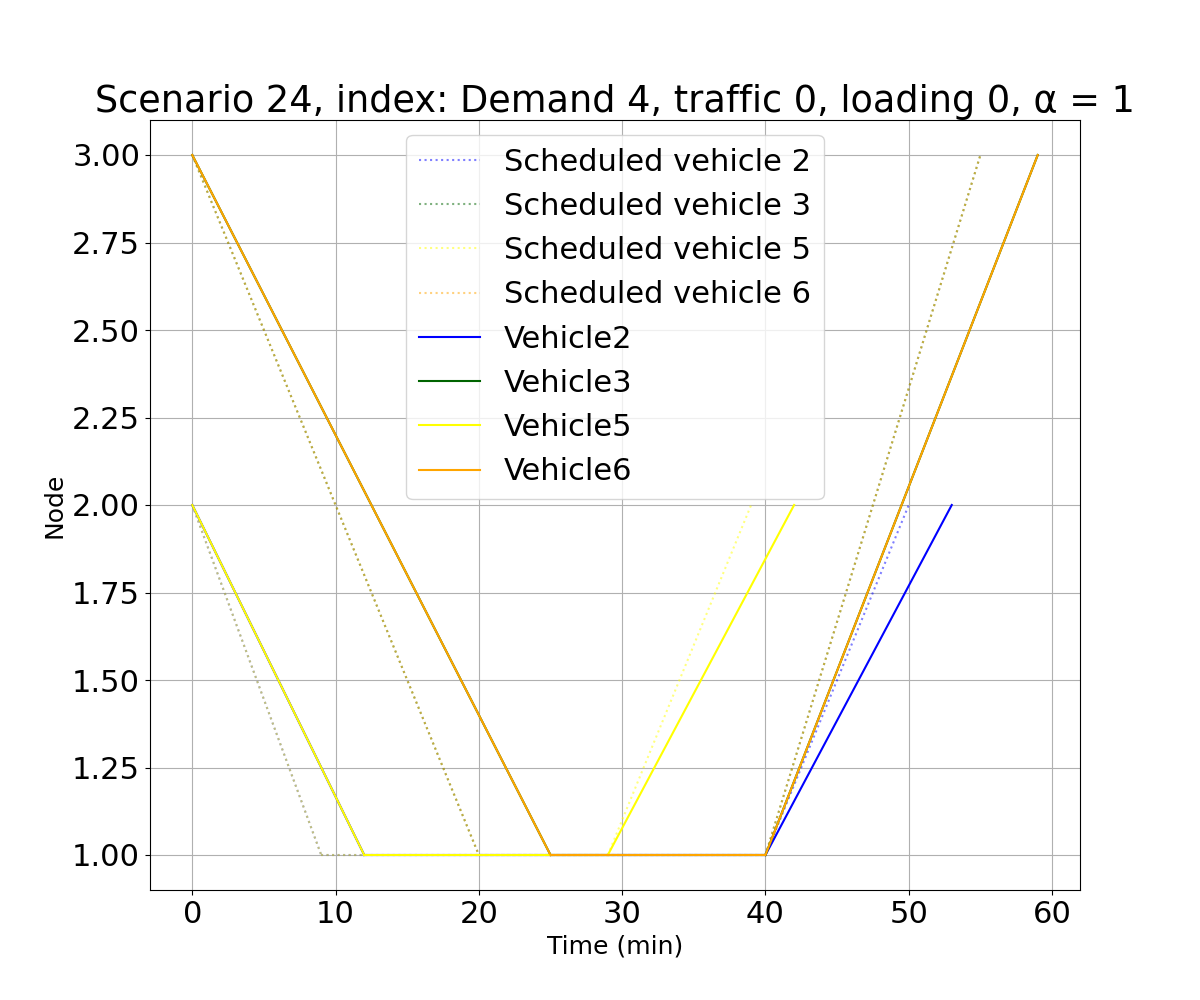 Scenario 24, index: Demand 4, traffic 0, loading 0, α = 1
3.00
2.75
2.50
2.25
2.00
1.75
1.50
1.25
1.00
Node
Scheduled vehicle 2
Scheduled vehicle 3
Scheduled vehicle 5
Scheduled vehicle 6
Vehicle2
Vehicle3
Vehicle5
Vehicle6
0 10 20 30 40 50 60
Time (min)